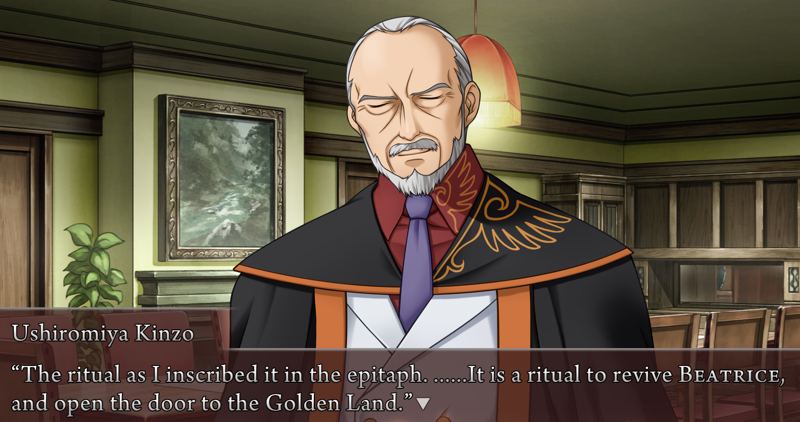 Ushiromiya Kinzo
“The ritual as I inscribed it in the epitaph. ......It is a ritual to revive BEATRICE,
and open the door to the Golden Land.”